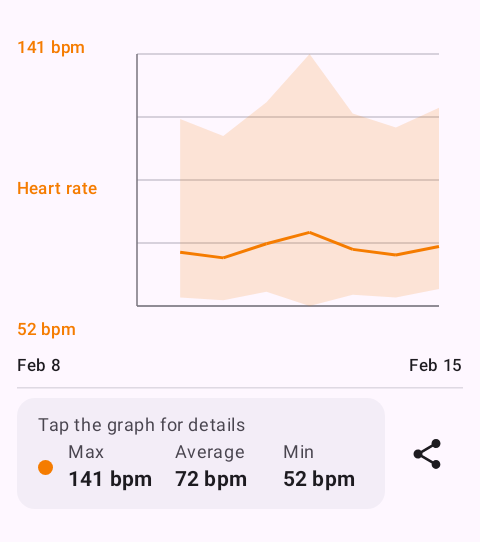 141 bpm
Heart rate
52 bpm
Feb 8 Feb 15
Tap the graph for details
Max Average Min
141 bpm 72 bpm 52 bpm